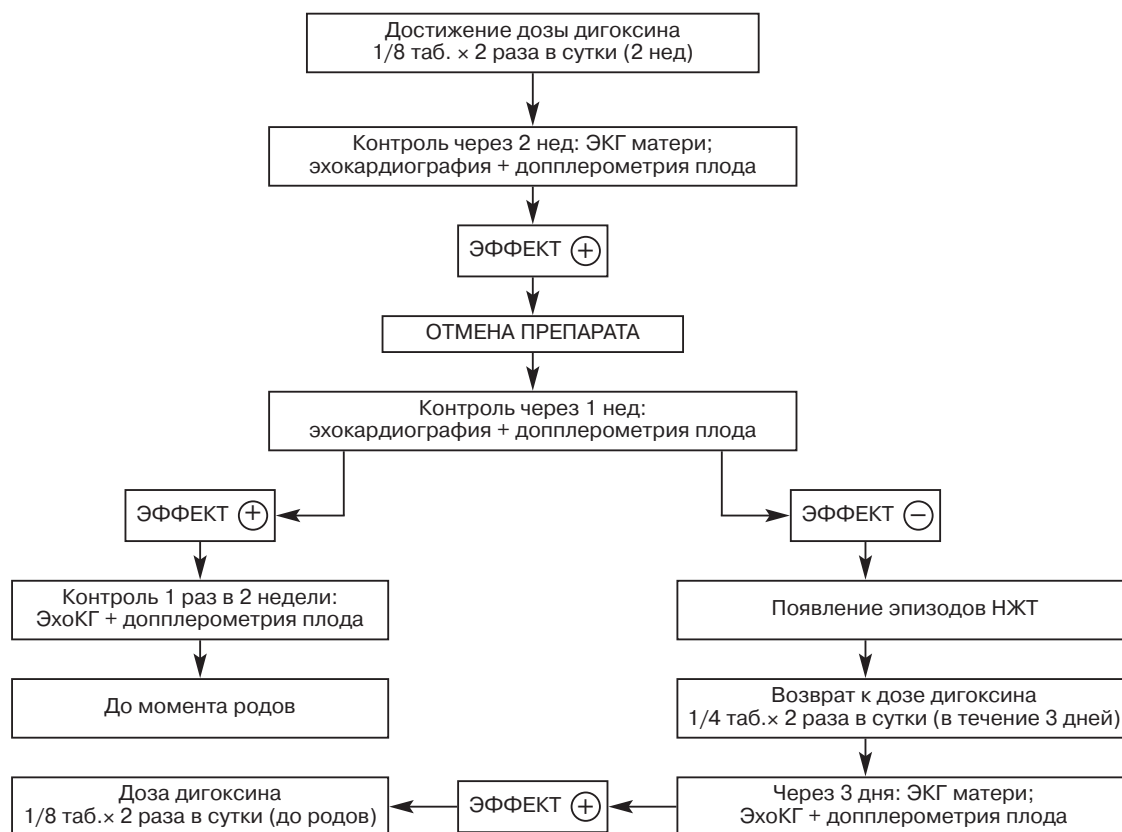 Достижение дозы дигоксина
1/8 таб. × 2 раза в сутки (2 нед)
Контроль через 2 нед: ЭКГ матери;
эхокардиография + допплерометрия плода
ЭФФЕКТ +
ОТМЕНА ПРЕПАРАТА
Контроль через 1 нед:
эхокардиография + допплерометрия плода
ЭФФЕКТ +
ЭФФЕКТ −
Контроль 1 раз в 2 недели:
ЭхоКГ + допплерометрия плода
Появление эпизодов НЖТ
До момента родов
Возврат к дозе дигоксина
1/4 таб.× 2 раза в сутки (в течение 3 дней)
Доза дигоксина
1/8 таб.× 2 раза в сутки (до родов)
ЭФФЕКТ +
Через 3 дня: ЭКГ матери;
ЭхоКГ + допплерометрия плода